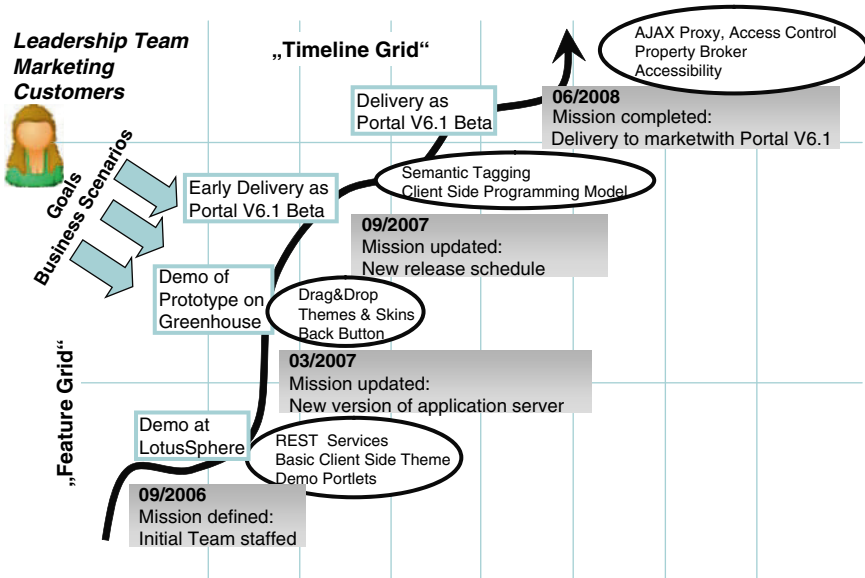 Leadership Team
Marketing
Customers
„Timeline Grid“
AJAX Proxy, Access Control
Property Broker
Accessibility
Delivery as
Portal V6.1 Beta
06/2008
Mission completed:
Delivery to marketwith Portal V6.1
Goals
Business Scenarios
Early Delivery as
Portal V6.1 Beta
Semantic Tagging
Client Side Programming Model
09/2007
Mission updated:
New release schedule
Demo of
Prototype on
Greenhouse
Drag&Drop
Themes & Skins
Back Button
03/2007
Mission updated:
New version of application server
„Feature Grid“
Demo at
LotusSphere
REST Services
Basic Client Side Theme
Demo Portlets
09/2006
Mission defined:
Initial Team staffed